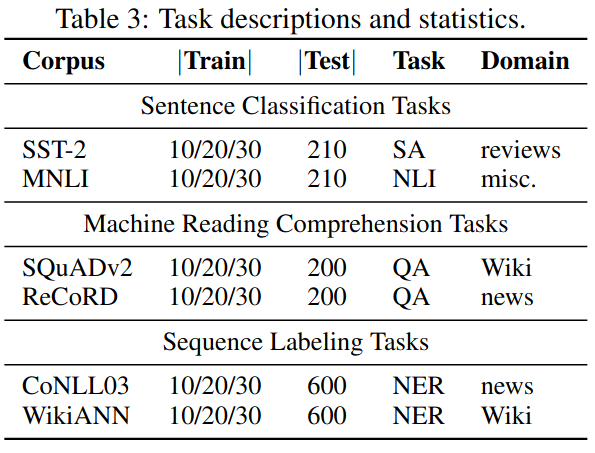 Table 3: Task descriptions and statistics.
Corpus |Train| |Test| Task Domain
Sentence Classification Tasks
SST-2 10/20/30 210 SA reviews
MNLI 10/20/30 210 NLI misc.
Machine Reading Comprehension Tasks
SQuADv2 10/20/30 200 QA Wiki
ReCoRD 10/20/30 200 QA news
Sequence Labeling Tasks
CoNLL03 10/20/30 600 NER news
WikiANN 10/20/30 600 NER Wiki